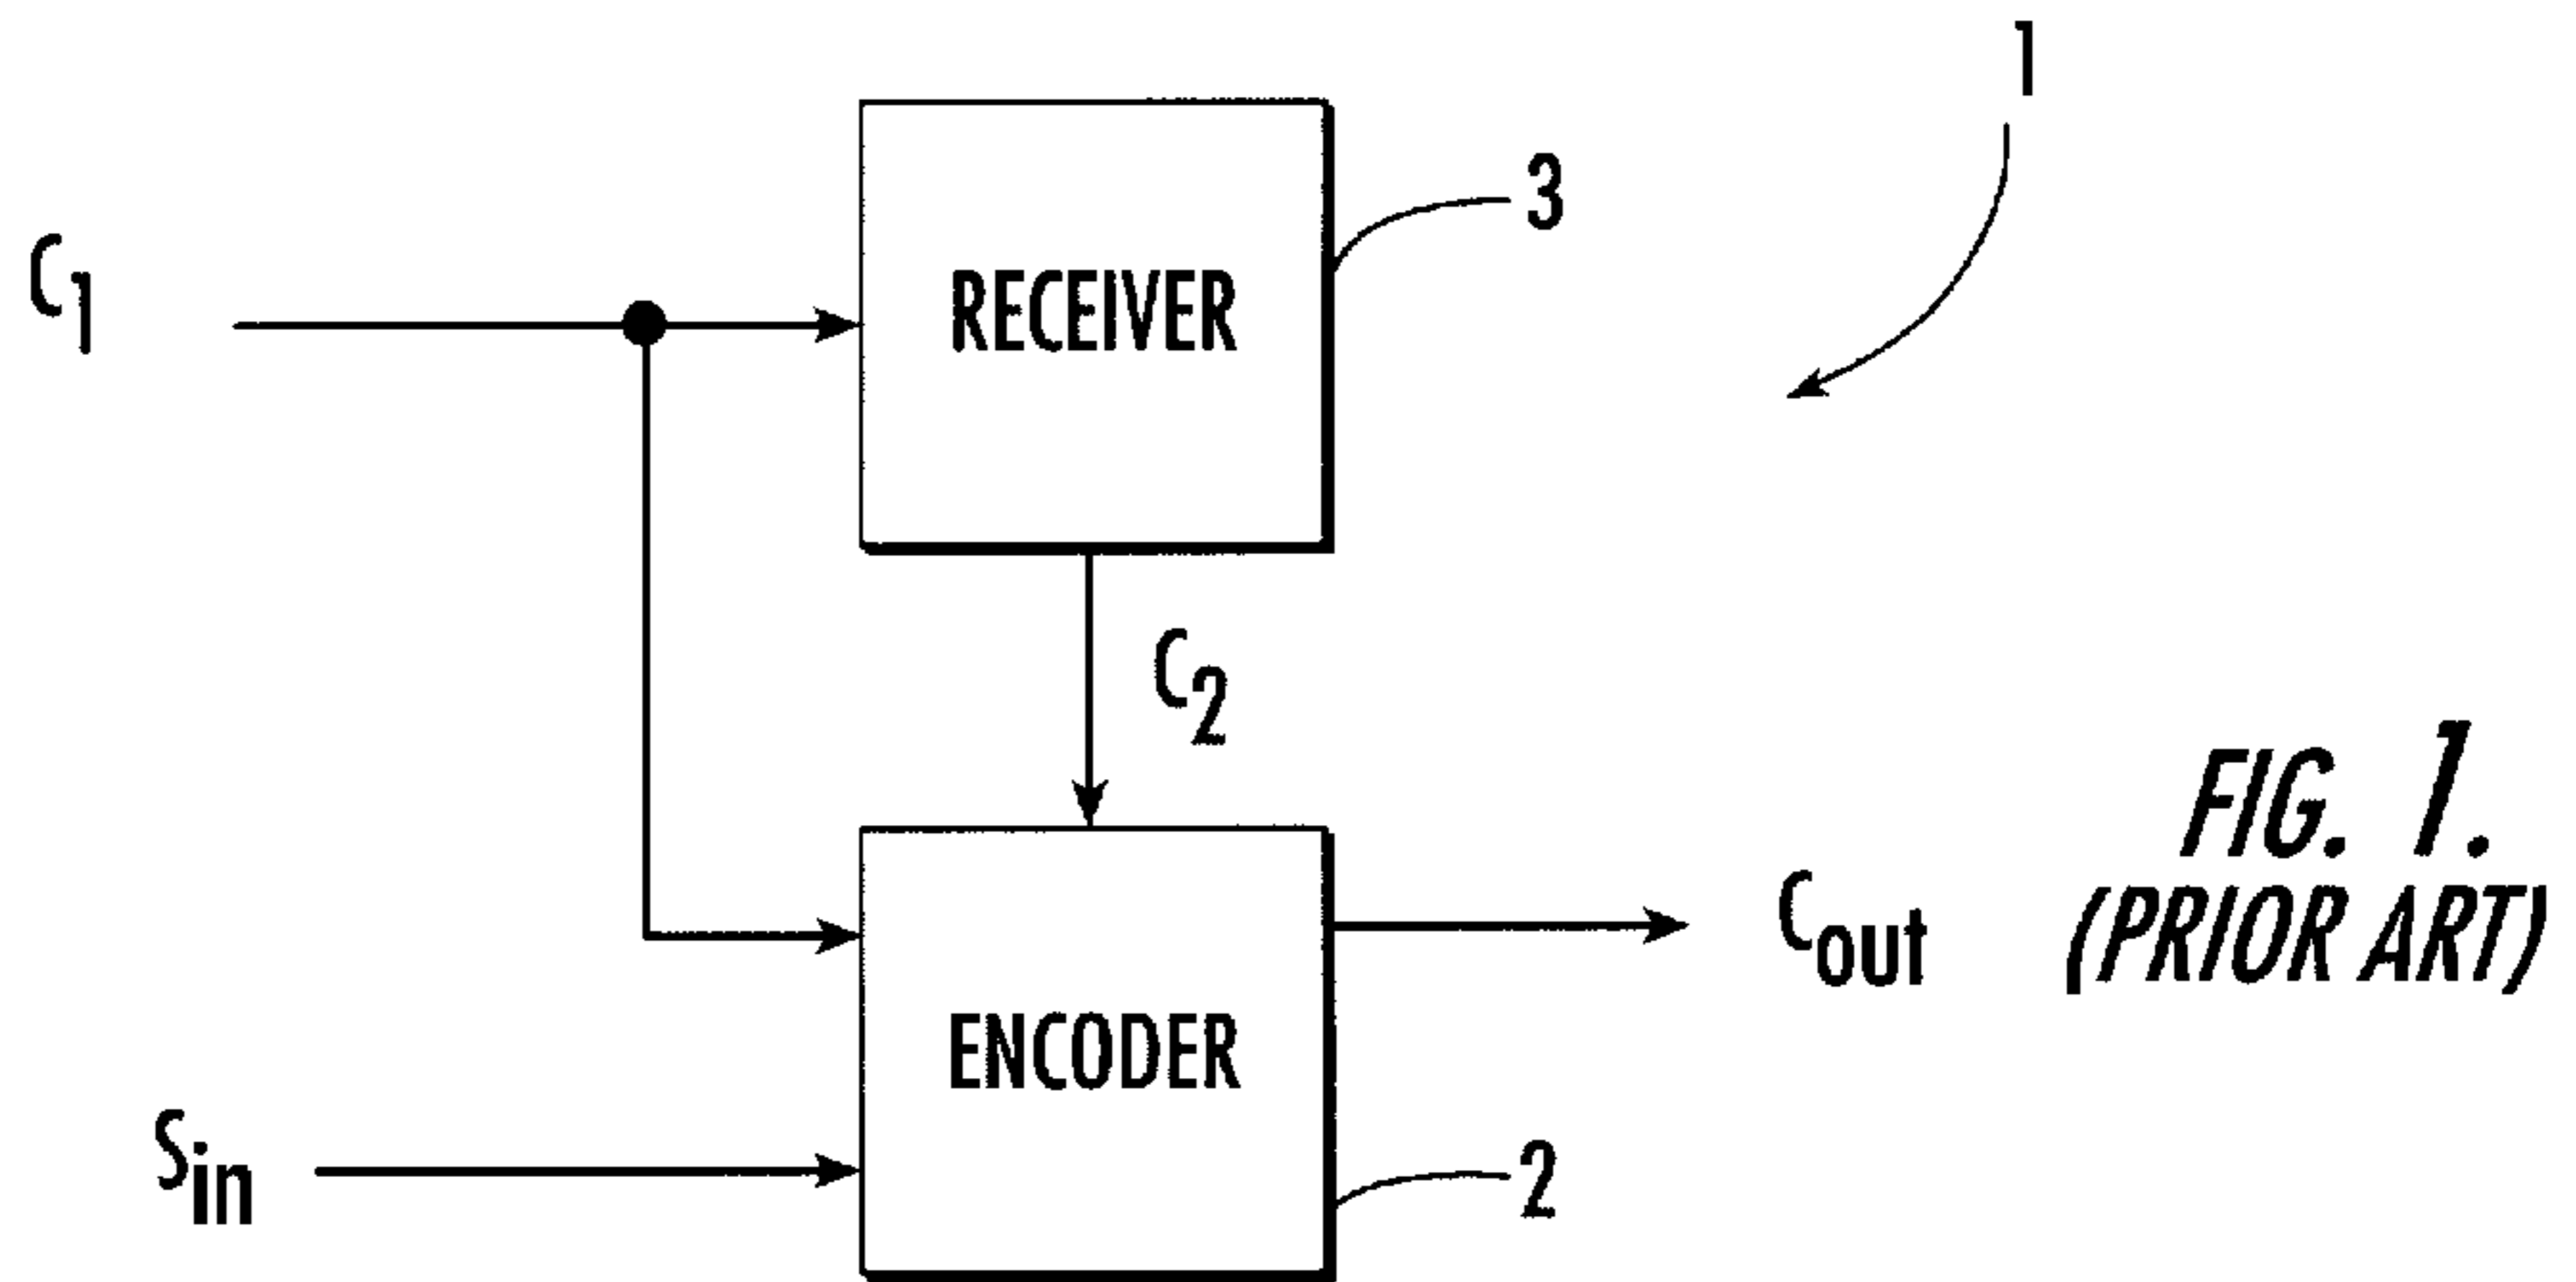 1
3
C1
RECEIVER
C2
FIG. 1.
(PRIOR ART)
Cout
ENCODER
Sin
2